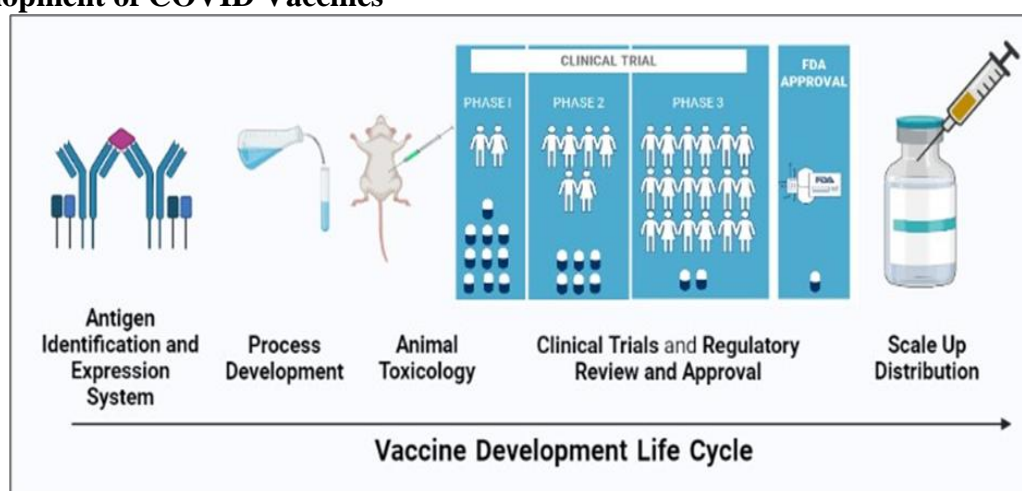 opment of COVID Vaccines
CLINICAL TRIAL
FDA
APPROVAL
PHASE I
PHASE 2
PHASE 3
FDA
Antigen
Identification and
Expression
System
Process
Development
Animal
Toxicology
Clinical Trials and Regulatory
Review and Approval
Scale Up
Distribution
Vaccine Development Life Cycle